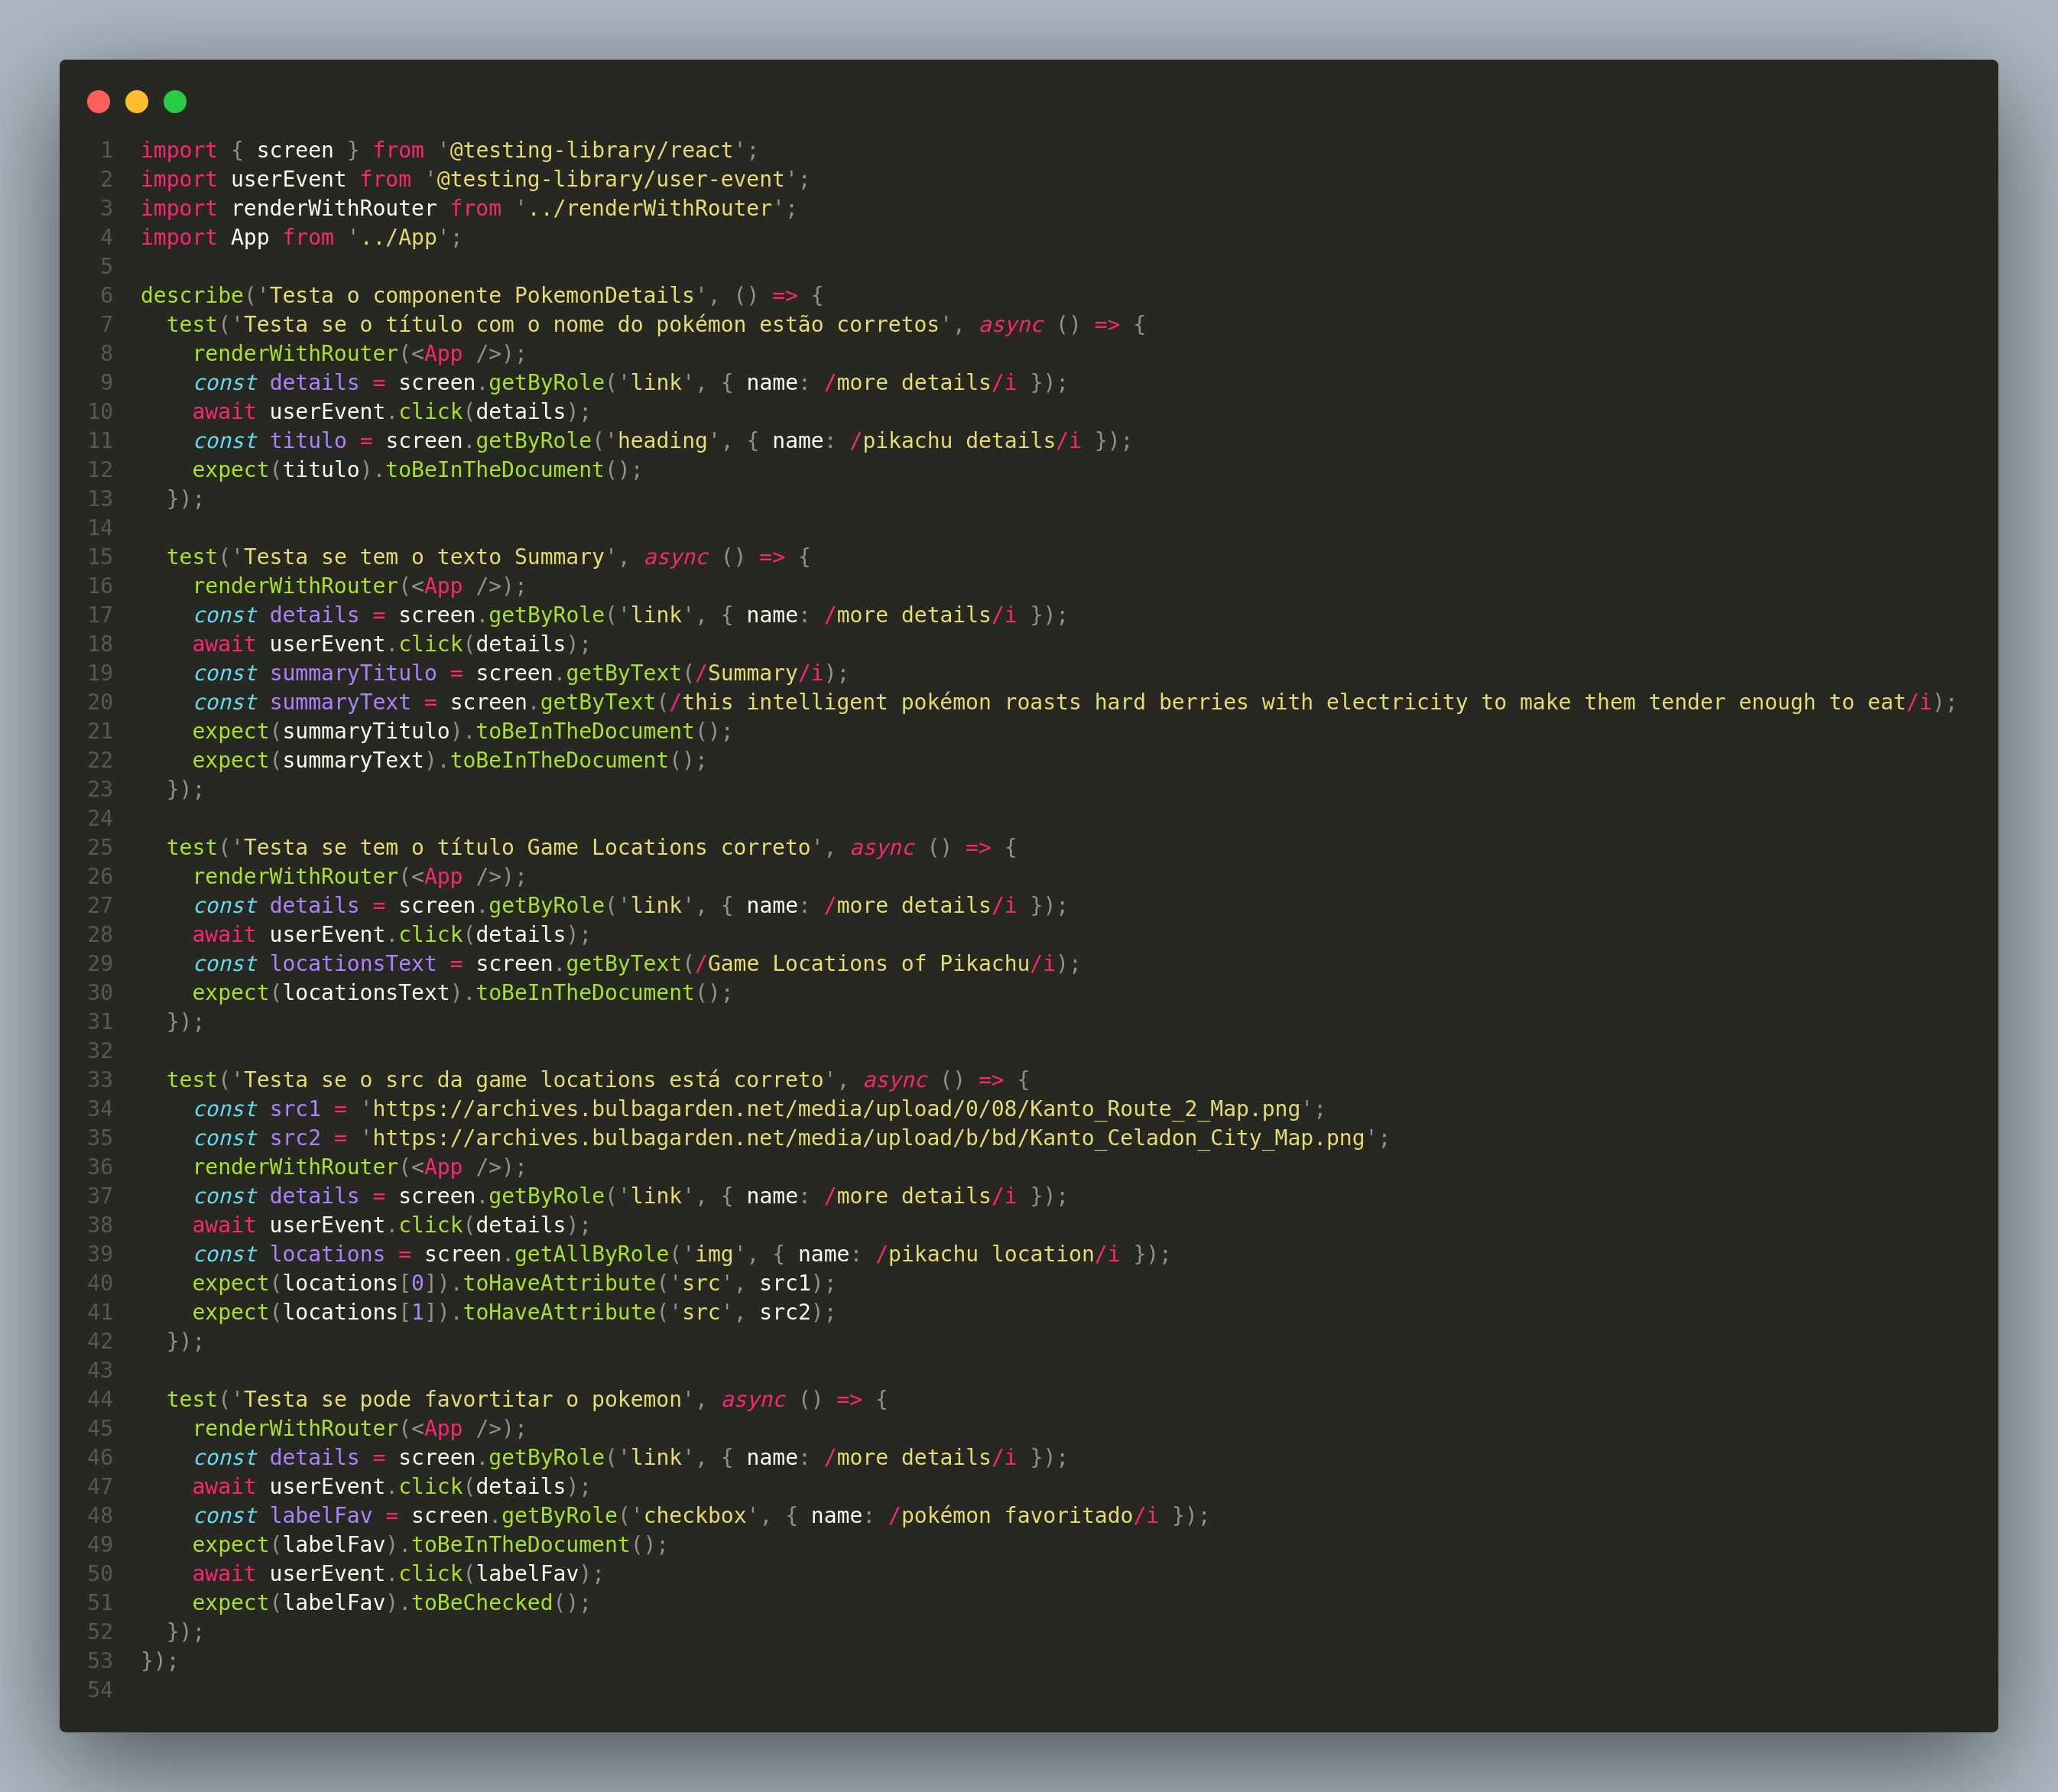 1 import { screen } from '@testing-library/react';
2 import userEvent from '@testing-library/user-event';
3 import renderWithRouter from '../renderWithRouter';
4 import App from '../App';
5
6 describe('Testa o componente PokemonDetails', () => {
7   test('Testa se o título com o nome do pokémon estão corretos', async () => {
8     renderWithRouter(<App />);
9     const details = screen.getByRole('link', { name: /more details/i });
10     await userEvent.click(details);
11     const titulo = screen.getByRole('heading', { name: /pikachu details/i });
12     expect(titulo).toBeInTheDocument();
13   });
14
15   test('Testa se tem o texto Summary', async () => {
16     renderWithRouter(<App />);
17     const details = screen.getByRole('link', { name: /more details/i });
18     await userEvent.click(details);
19     const summaryTitulo = screen.getByText(/Summary/i);
20     const summaryText = screen.getByText(/this intelligent pokémon roasts hard berries with electricity to make them tender enough to eat/i);
21     expect(summaryTitulo).toBeInTheDocument();
22     expect(summaryText).toBeInTheDocument();
23   });
24
25   test('Testa se tem o título Game Locations correto', async () => {
26     renderWithRouter(<App />);
27     const details = screen.getByRole('link', { name: /more details/i });
28     await userEvent.click(details);
29     const locationsText = screen.getByText(/Game Locations of Pikachu/i);
30     expect(locationsText).toBeInTheDocument();
31   });
32
33   test('Testa se o src da game locations está correto', async () => {
34     const src1 = 'https://archives.bulbagarden.net/media/upload/0/08/Kanto_Route_2_Map.png';
35     const src2 = 'https://archives.bulbagarden.net/media/upload/b/bd/Kanto_Celadon_City_Map.png';
36     renderWithRouter(<App />);
37     const details = screen.getByRole('link', { name: /more details/i });
38     await userEvent.click(details);
39     const locations = screen.getAllByRole('img', { name: /pikachu location/i });
40     expect(locations[0]).toHaveAttribute('src', src1);
41     expect(locations[1]).toHaveAttribute('src', src2);
42   });
43
44   test('Testa se pode favortitar o pokemon', async () => {
45     renderWithRouter(<App />);
46     const details = screen.getByRole('link', { name: /more details/i });
47     await userEvent.click(details);
48     const labelFav = screen.getByRole('checkbox', { name: /pokémon favoritado/i });
49     expect(labelFav).toBeInTheDocument();
50     await userEvent.click(labelFav);
51     expect(labelFav).toBeChecked();
52   });
53 });
54